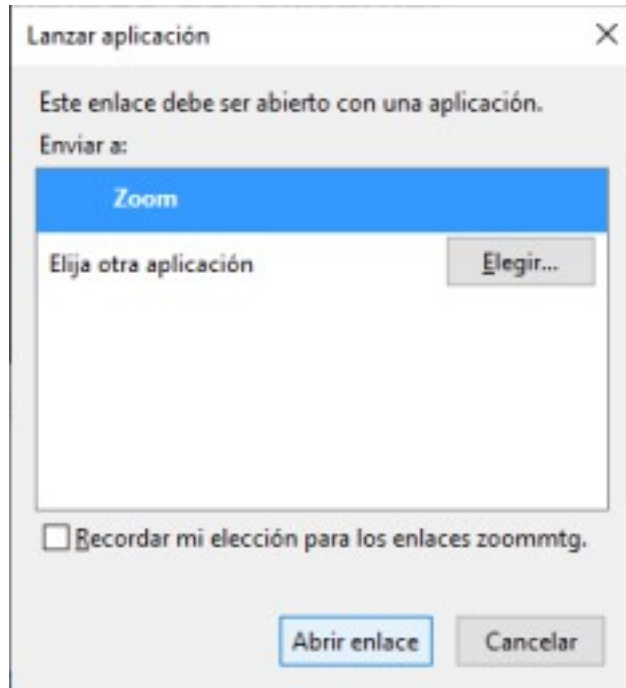 Lanzar aplicación
Este enlace debe ser abierto con una aplicación.
Enviar a:
Zoom
Elija otra aplicación
Elegir...
Recordar mi elección para los enlaces zoommtg.
Abrir enlace
Cancelar